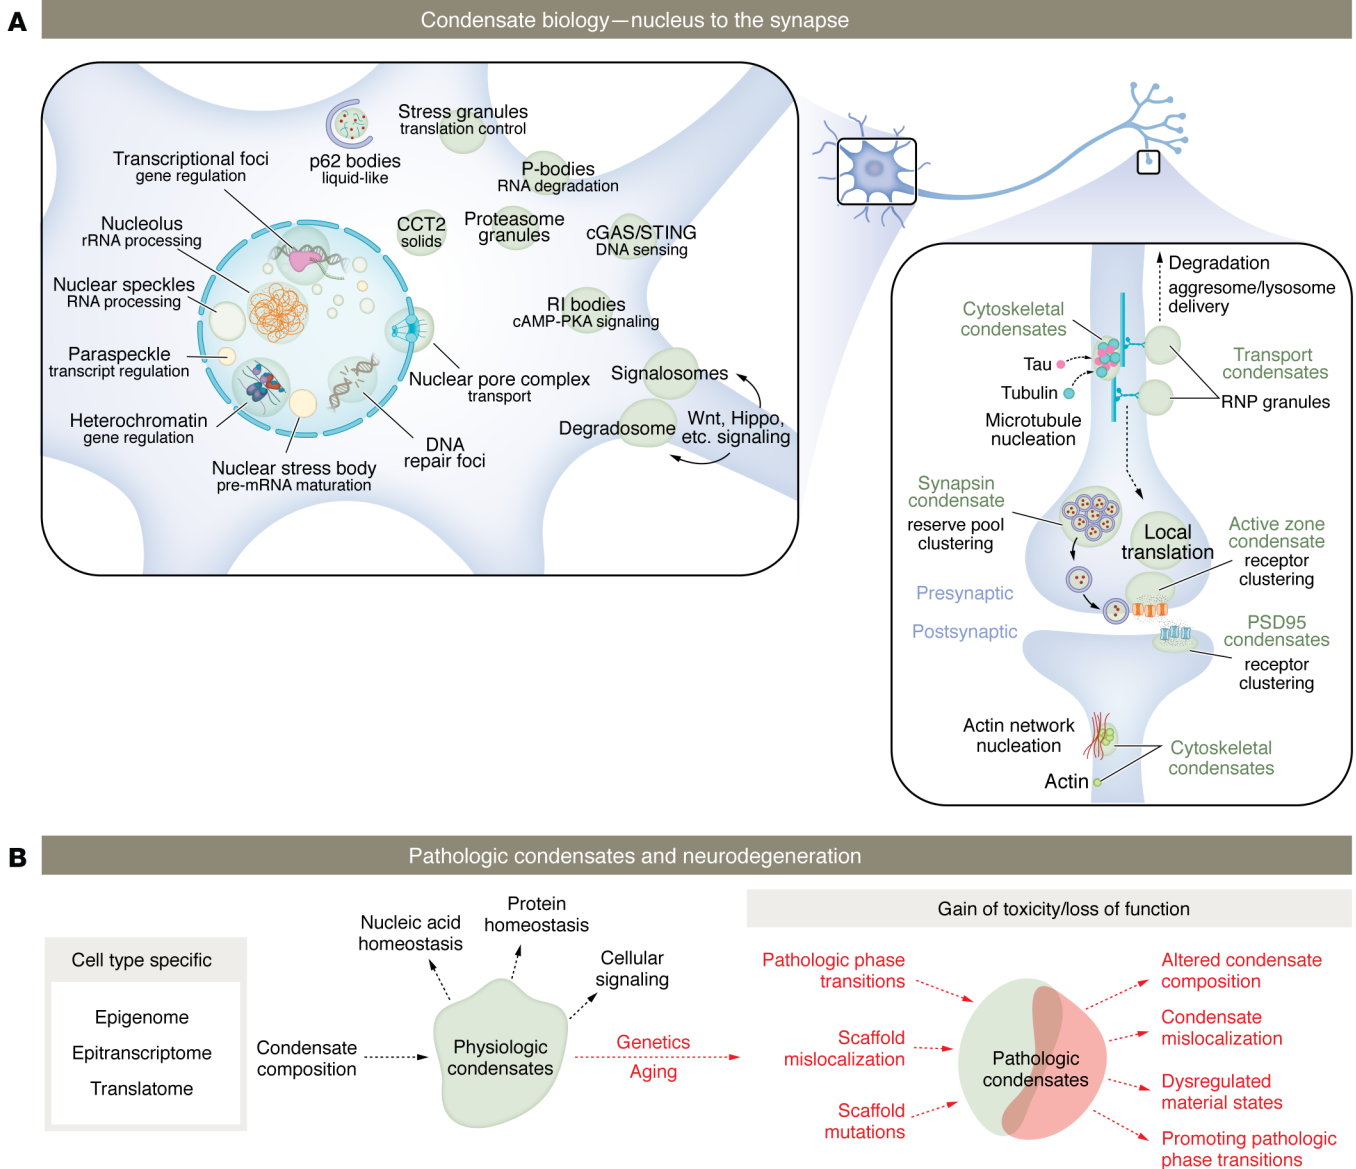 A
Condensate biology—nucleus to the synapse
Stress granules
translation control
p62 bodies
liquid-like
P-bodies
RNA degradation
Transcriptional foci
gene regulation
Nucleolus
rRNA processing
Nuclear speckles
RNA processing
Paraspeckle
transcript regulation
Heterochromatin
gene regulation
Nuclear stress body
pre-mRNA maturation
DNA
repair foci
Nuclear pore complex
transport
CCT2
solids
Proteasome
granules
cGAS/STING
DNA sensing
RI bodies
cAMP-PKA signaling
Signalosomes
Degradosome
Wnt, Hippo,
etc. signaling
Degradation
aggresome/lysosome
delivery
Cytoskeletal
condensates
Tau
Tubulin
Microtubule
nucleation
Transport
condensates
RNP granules
Synapsin
condensate
reserve pool
clustering
Local
translation
Active zone
condensate
receptor
clustering
Presynaptic
Postsynaptic
PSD95
condensates
receptor
clustering
Actin network
nucleation
Actin
Cytoskeletal
condensates
B
Pathologic condensates and neurodegeneration
Cell type specific
Epigenome
Epitranscriptome
Translatome
Condensate
composition
Nucleic acid
homeostasis
Protein
homeostasis
Cellular
signaling
Physiologic
condensates
Genetics
Aging
Gain of toxicity/loss of function
Pathologic phase
transitions
Scaffold
mislocalization
Scaffold
mutations
Pathologic
condensates
Altered condensate
composition
Condensate
mislocalization
Dysregulated
material states
Promoting pathologic
phase transitions